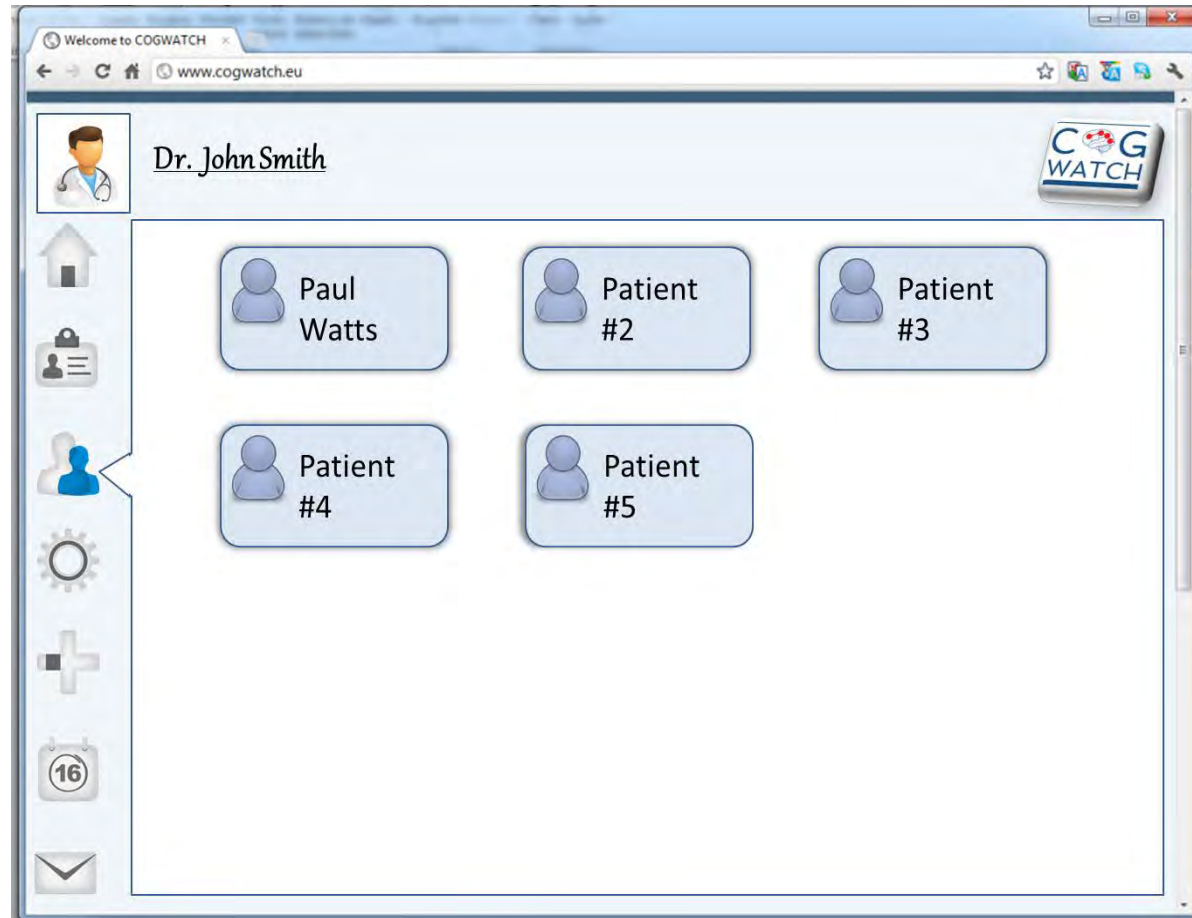 Welcome to COGWATCH
www.cogwatch.eu
Dr. John Smith
COG
WATCH
Paul
Watts
Patient
#2
Patient
#3
Patient
#4
Patient
#5
16